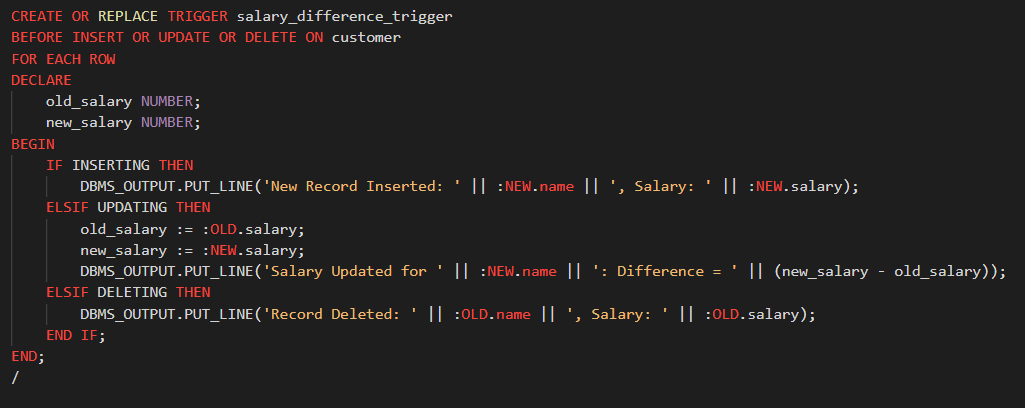 CREATE OR REPLACE TRIGGER salary_difference_trigger
BEFORE INSERT OR UPDATE OR DELETE ON customer
FOR EACH ROW
DECLARE
    old_salary NUMBER;
    new_salary NUMBER;
BEGIN
    IF INSERTING THEN
        DBMS_OUTPUT.PUT_LINE('New Record Inserted: ' || :NEW.name || ', Salary: ' || :NEW.salary);
    ELSIF UPDATING THEN
        old_salary := :OLD.salary;
        new_salary := :NEW.salary;
        DBMS_OUTPUT.PUT_LINE('Salary Updated for ' || :NEW.name || ': Difference = ' || (new_salary - old_salary));
    ELSIF DELETING THEN
        DBMS_OUTPUT.PUT_LINE('Record Deleted: ' || :OLD.name || ', Salary: ' || :OLD.salary);
    END IF;
END;
/